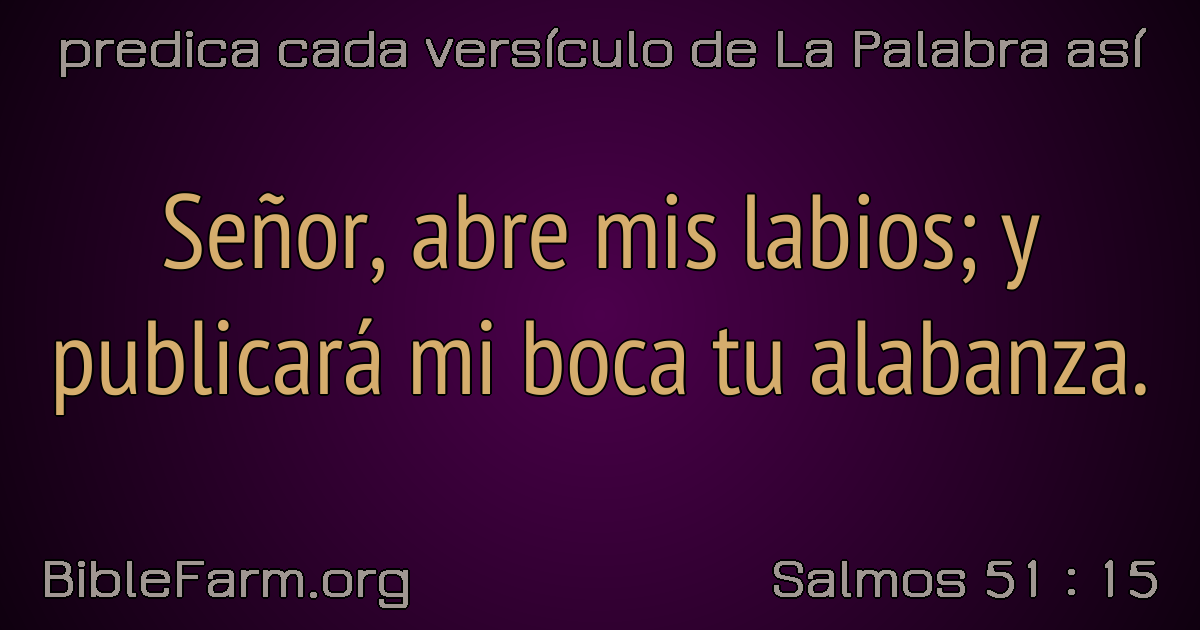 predica cada versículo de La Palabra así
Señor, abre mis labios; y
publicará mi boca tu alabanza.
BibleFarm.org
Salmos 51 : 15